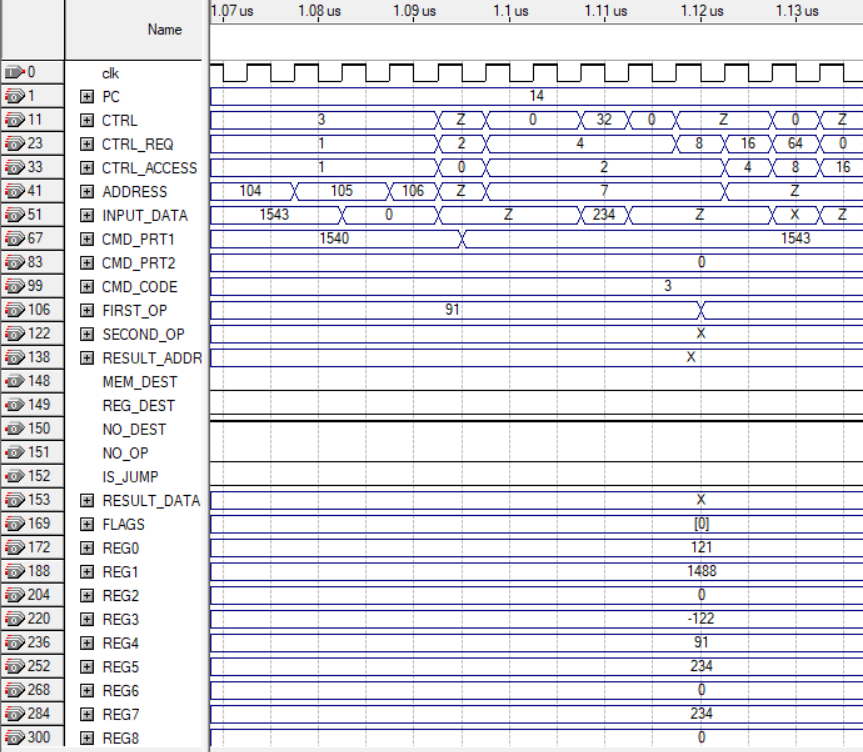 1.07 us 1.08 us 1.09 us 1.1 us 1.11 us 1.12 us 1.13 us
Name
0 clk
1 PC 14
11 CTRL 3 Z 0 32 0 Z 0 Z
23 CTRL_REQ 1 2 4 8 16 64 0
33 CTRL_ACCESS 1 0 2 4 8 16
41 ADDRESS 104 105 106 Z 7 Z
51 INPUT_DATA 1543 0 Z 234 Z X Z
67 CMD_PRT1 1540 1543
83 CMD_PRT2 0
99 CMD_CODE 3
106 FIRST_OP 91
122 SECOND_OP X
138 RESULT_ADDR X
148 MEM_DEST
149 REG_DEST
150 NO_DEST
151 NO_OP
152 IS_JUMP
153 RESULT_DATA X
169 FLAGS [0]
172 REG0 121
188 REG1 1488
204 REG2 0
220 REG3 -122
236 REG4 91
252 REG5 234
268 REG6 0
284 REG7 234
300 REG8 0